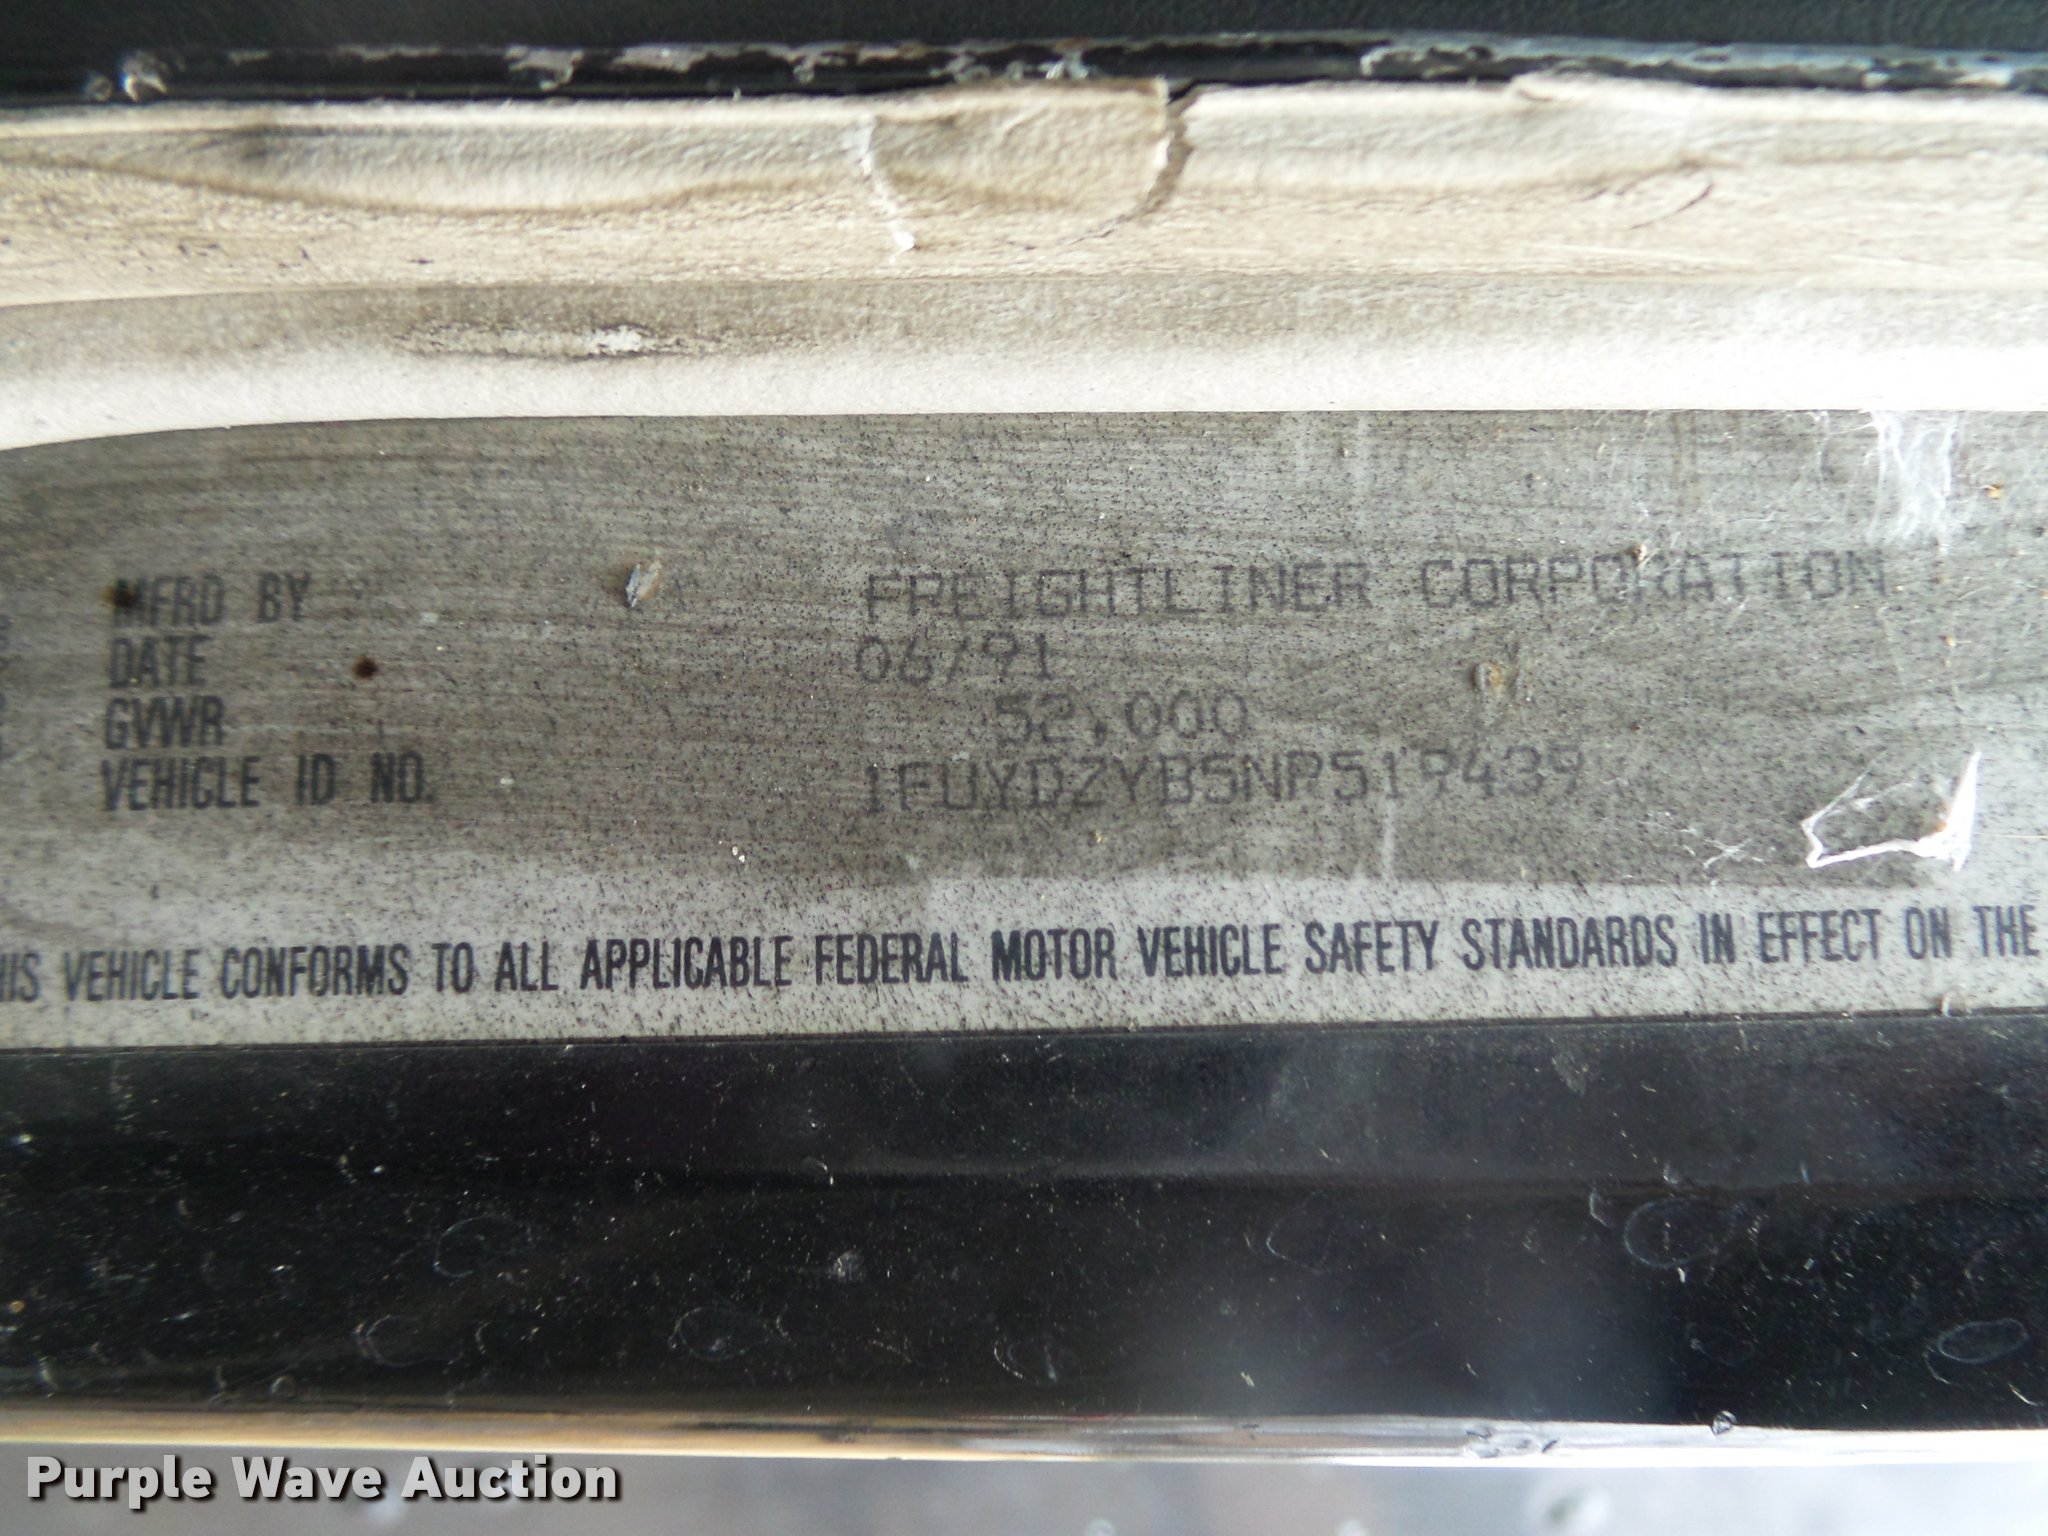 MFRD BY FREIGHTLINER CORPORATION
DATE 06/91
GVWR 52,000
VEHICLE ID NO. 1FUYDZYB5NP519439
HIS VEHICLE CONFORMS TO ALL APPLICABLE FEDERAL MOTOR VEHICLE SAFETY STANDARDS IN EFFECT ON THE
Purple Wave Auction